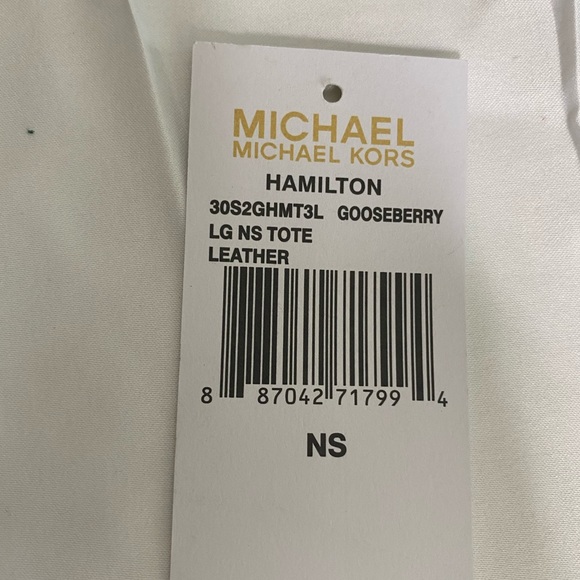 MICHAEL
MICHAEL KORS
HAMILTON
30S2GHMT3L GOOSEBERRY
LG NS TOTE
LEATHER
8 87042 71799 4
NS